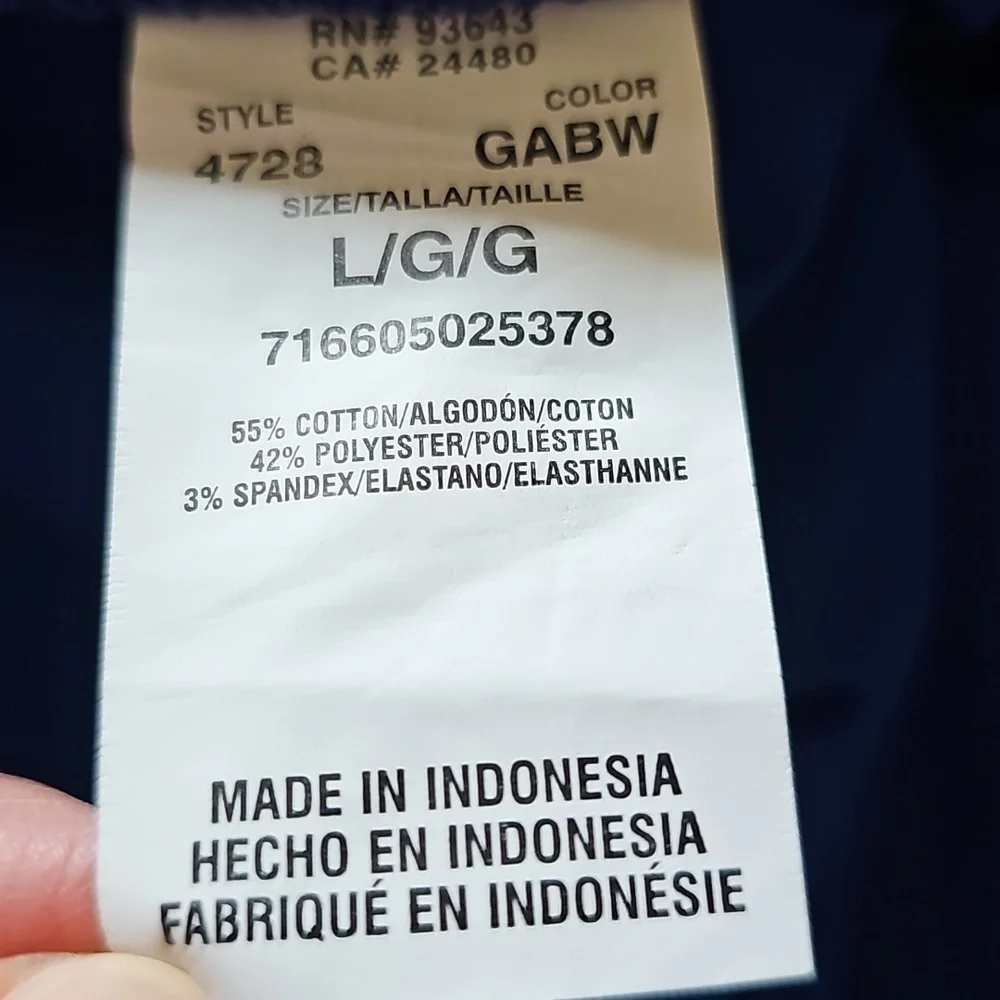 RN# 93643
CA# 24480
STYLE COLOR
4728 GABW
SIZE/TALLA/TAILLE
L/G/G
716605025378
55% COTTON/ALGODÓN/COTON
42% POLYESTER/POLIÉSTER
3% SPANDEX/ELASTANO/ELASTHANNE
MADE IN INDONESIA
HECHO EN INDONESIA
FABRIQUÉ EN INDONÉSIE